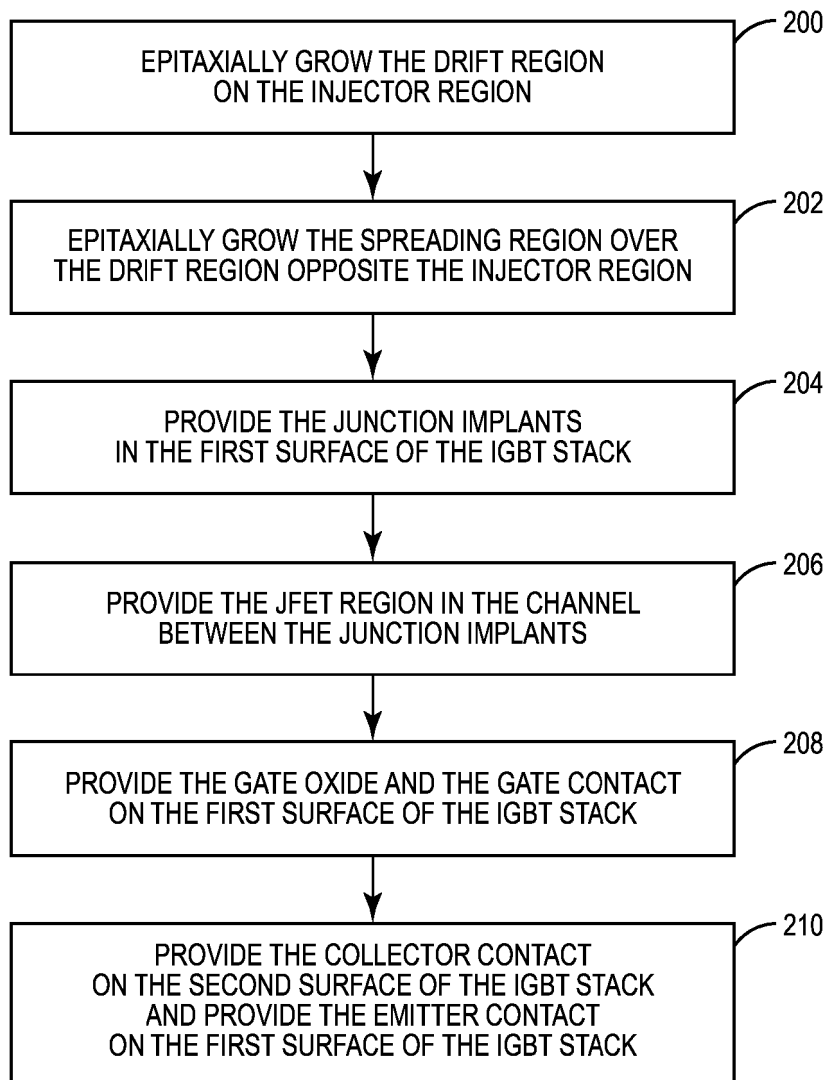 200
EPITAXIALLY GROW THE DRIFT REGION
ON THE INJECTOR REGION
202
EPITAXIALLY GROW THE SPREADING REGION OVER
THE DRIFT REGION OPPOSITE THE INJECTOR REGION
204
PROVIDE THE JUNCTION IMPLANTS
IN THE FIRST SURFACE OF THE IGBT STACK
206
PROVIDE THE JFET REGION IN THE CHANNEL
BETWEEN THE JUNCTION IMPLANTS
208
PROVIDE THE GATE OXIDE AND THE GATE CONTACT
ON THE FIRST SURFACE OF THE IGBT STACK
210
PROVIDE THE COLLECTOR CONTACT
ON THE SECOND SURFACE OF THE IGBT STACK
AND PROVIDE THE EMITTER CONTACT
ON THE FIRST SURFACE OF THE IGBT STACK